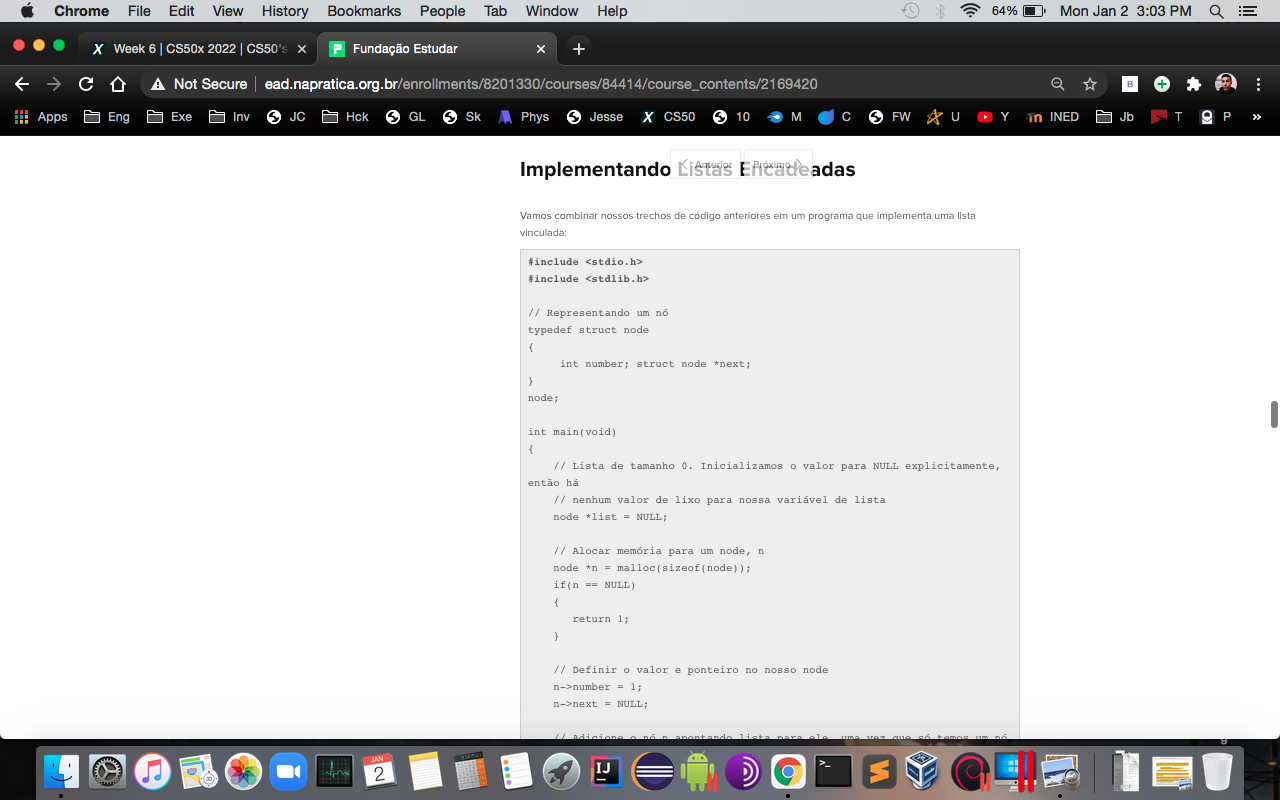 Chrome File Edit View History Bookmarks People Tab Window Help 64% Mon Jan 2 3:03 PM
Week 6 | CS50x 2022 | CS50's Fundação Estudar
Not Secure ead.napratica.org.br/enrollments/8201330/courses/84414/course_contents/2169420
Apps Eng Exe Inv JC Hck GL Sk Phys Jesse CS50 10 M C FW U Y INED Jb T P »
Anterior Próximo
Implementando Listas Encadeadas
Vamos combinar nossos trechos de código anteriores em um programa que implementa uma lista
vinculada:
#include <stdio.h>
#include <stdlib.h>
// Representando um nó
typedef struct node
{
int number; struct node *next;
}
node;
int main(void)
{
// Lista de tamanho 0. Inicializamos o valor para NULL explicitamente,
então há
// nenhum valor de lixo para nossa variável de lista
node *list = NULL;
// Alocar memória para um node, n
node *n = malloc(sizeof(node));
if(n == NULL)
{
return 1;
}
// Definir o valor e ponteiro no nosso node
n->number = 1;
n->next = NULL;
// Adicione o nó n apontando lista para ele, uma vez que só temos um nó
JAN
2
IJ